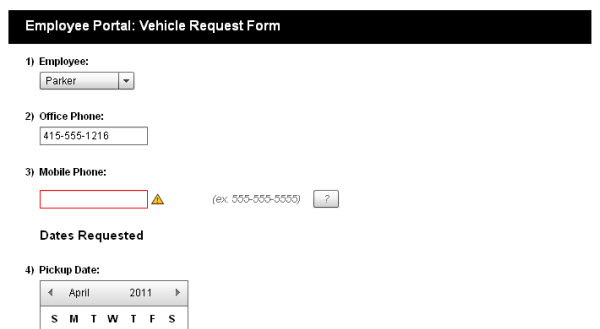 Employee Portal: Vehicle Request Form
1) Employee:
Parker
2) Office Phone:
415-555-1216
3) Mobile Phone:
(ex. 555-555-5555) ?
Dates Requested
4) Pickup Date:
April 2011
S M T W T F S